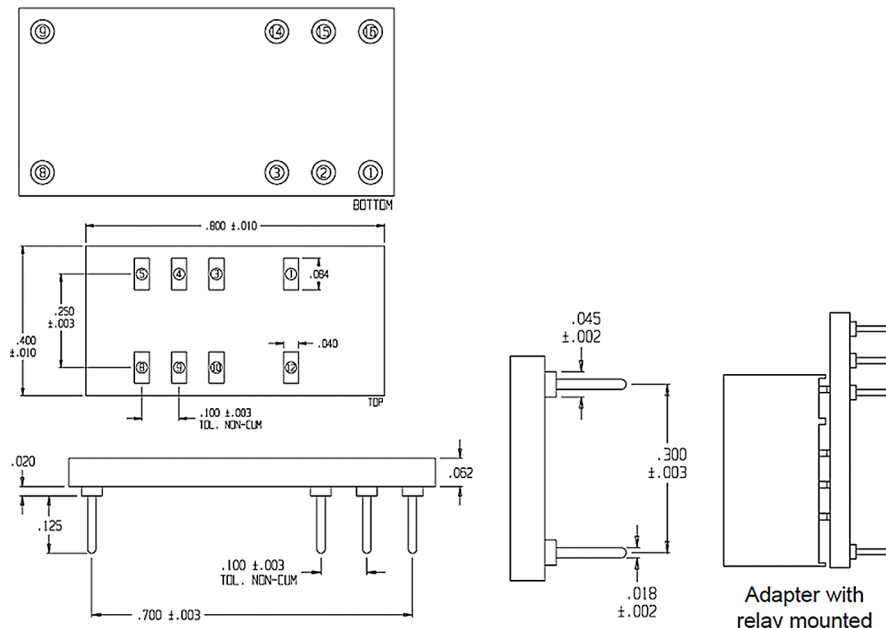 9 14 15 16
8 3 2 1
BOTTOM
.800 ±.010
5 4 3 1
.084
.250
±.003
.400
±.010
.040
8 9 10 12
TOP
.100 ±.003
TOL. NON-CUM
.020
.062
.125
.100 ±.003
TOL. NON-CUM
.700 ±.003
.045
±.002
.300
±.003
.018
±.002
Adapter with
relay mounted